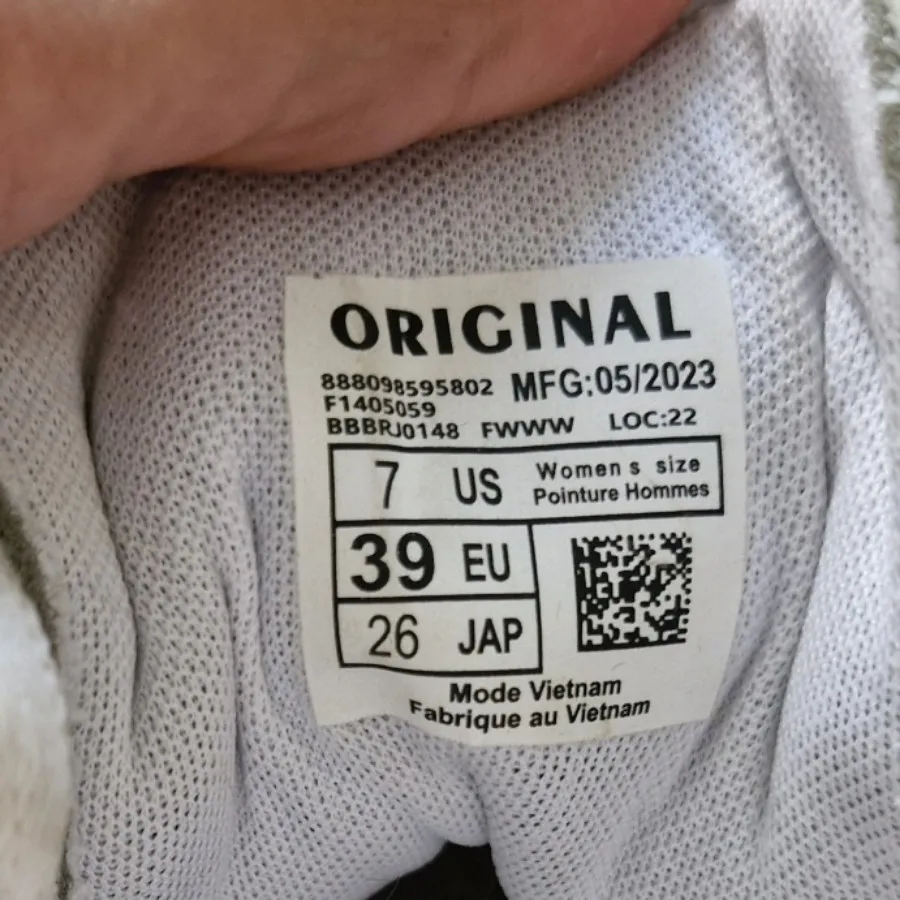 ORIGINAL
888098595802 MFG:05/2023
F1405059
BBBRJ0148 FWWW LOC:22
7 US Women s size
Pointure Hommes
39 EU
26 JAP
Mode Vietnam
Fabrique au Vietnam